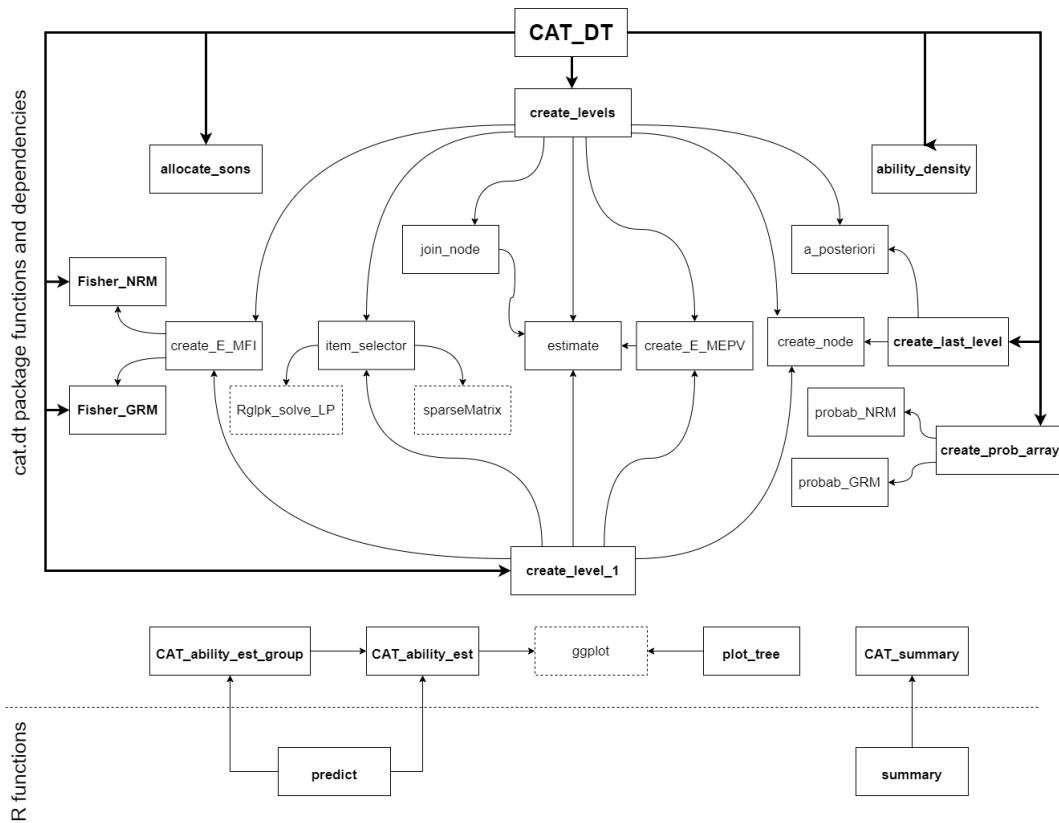 CAT_DT
cat.dt package functions and dependencies
create_levels
allocate_sons
ability_density
join_node
a_posteriori
Fisher_NRM
create_E_MFI
item_selector
estimate
create_E_MEPV
create_node
create_last_level
Fisher_GRM
Rglpk_solve_LP
sparseMatrix
probab_NRM
create_prob_array
probab_GRM
create_level_1
CAT_ability_est_group
CAT_ability_est
ggplot
plot_tree
CAT_summary
R functions
predict
summary